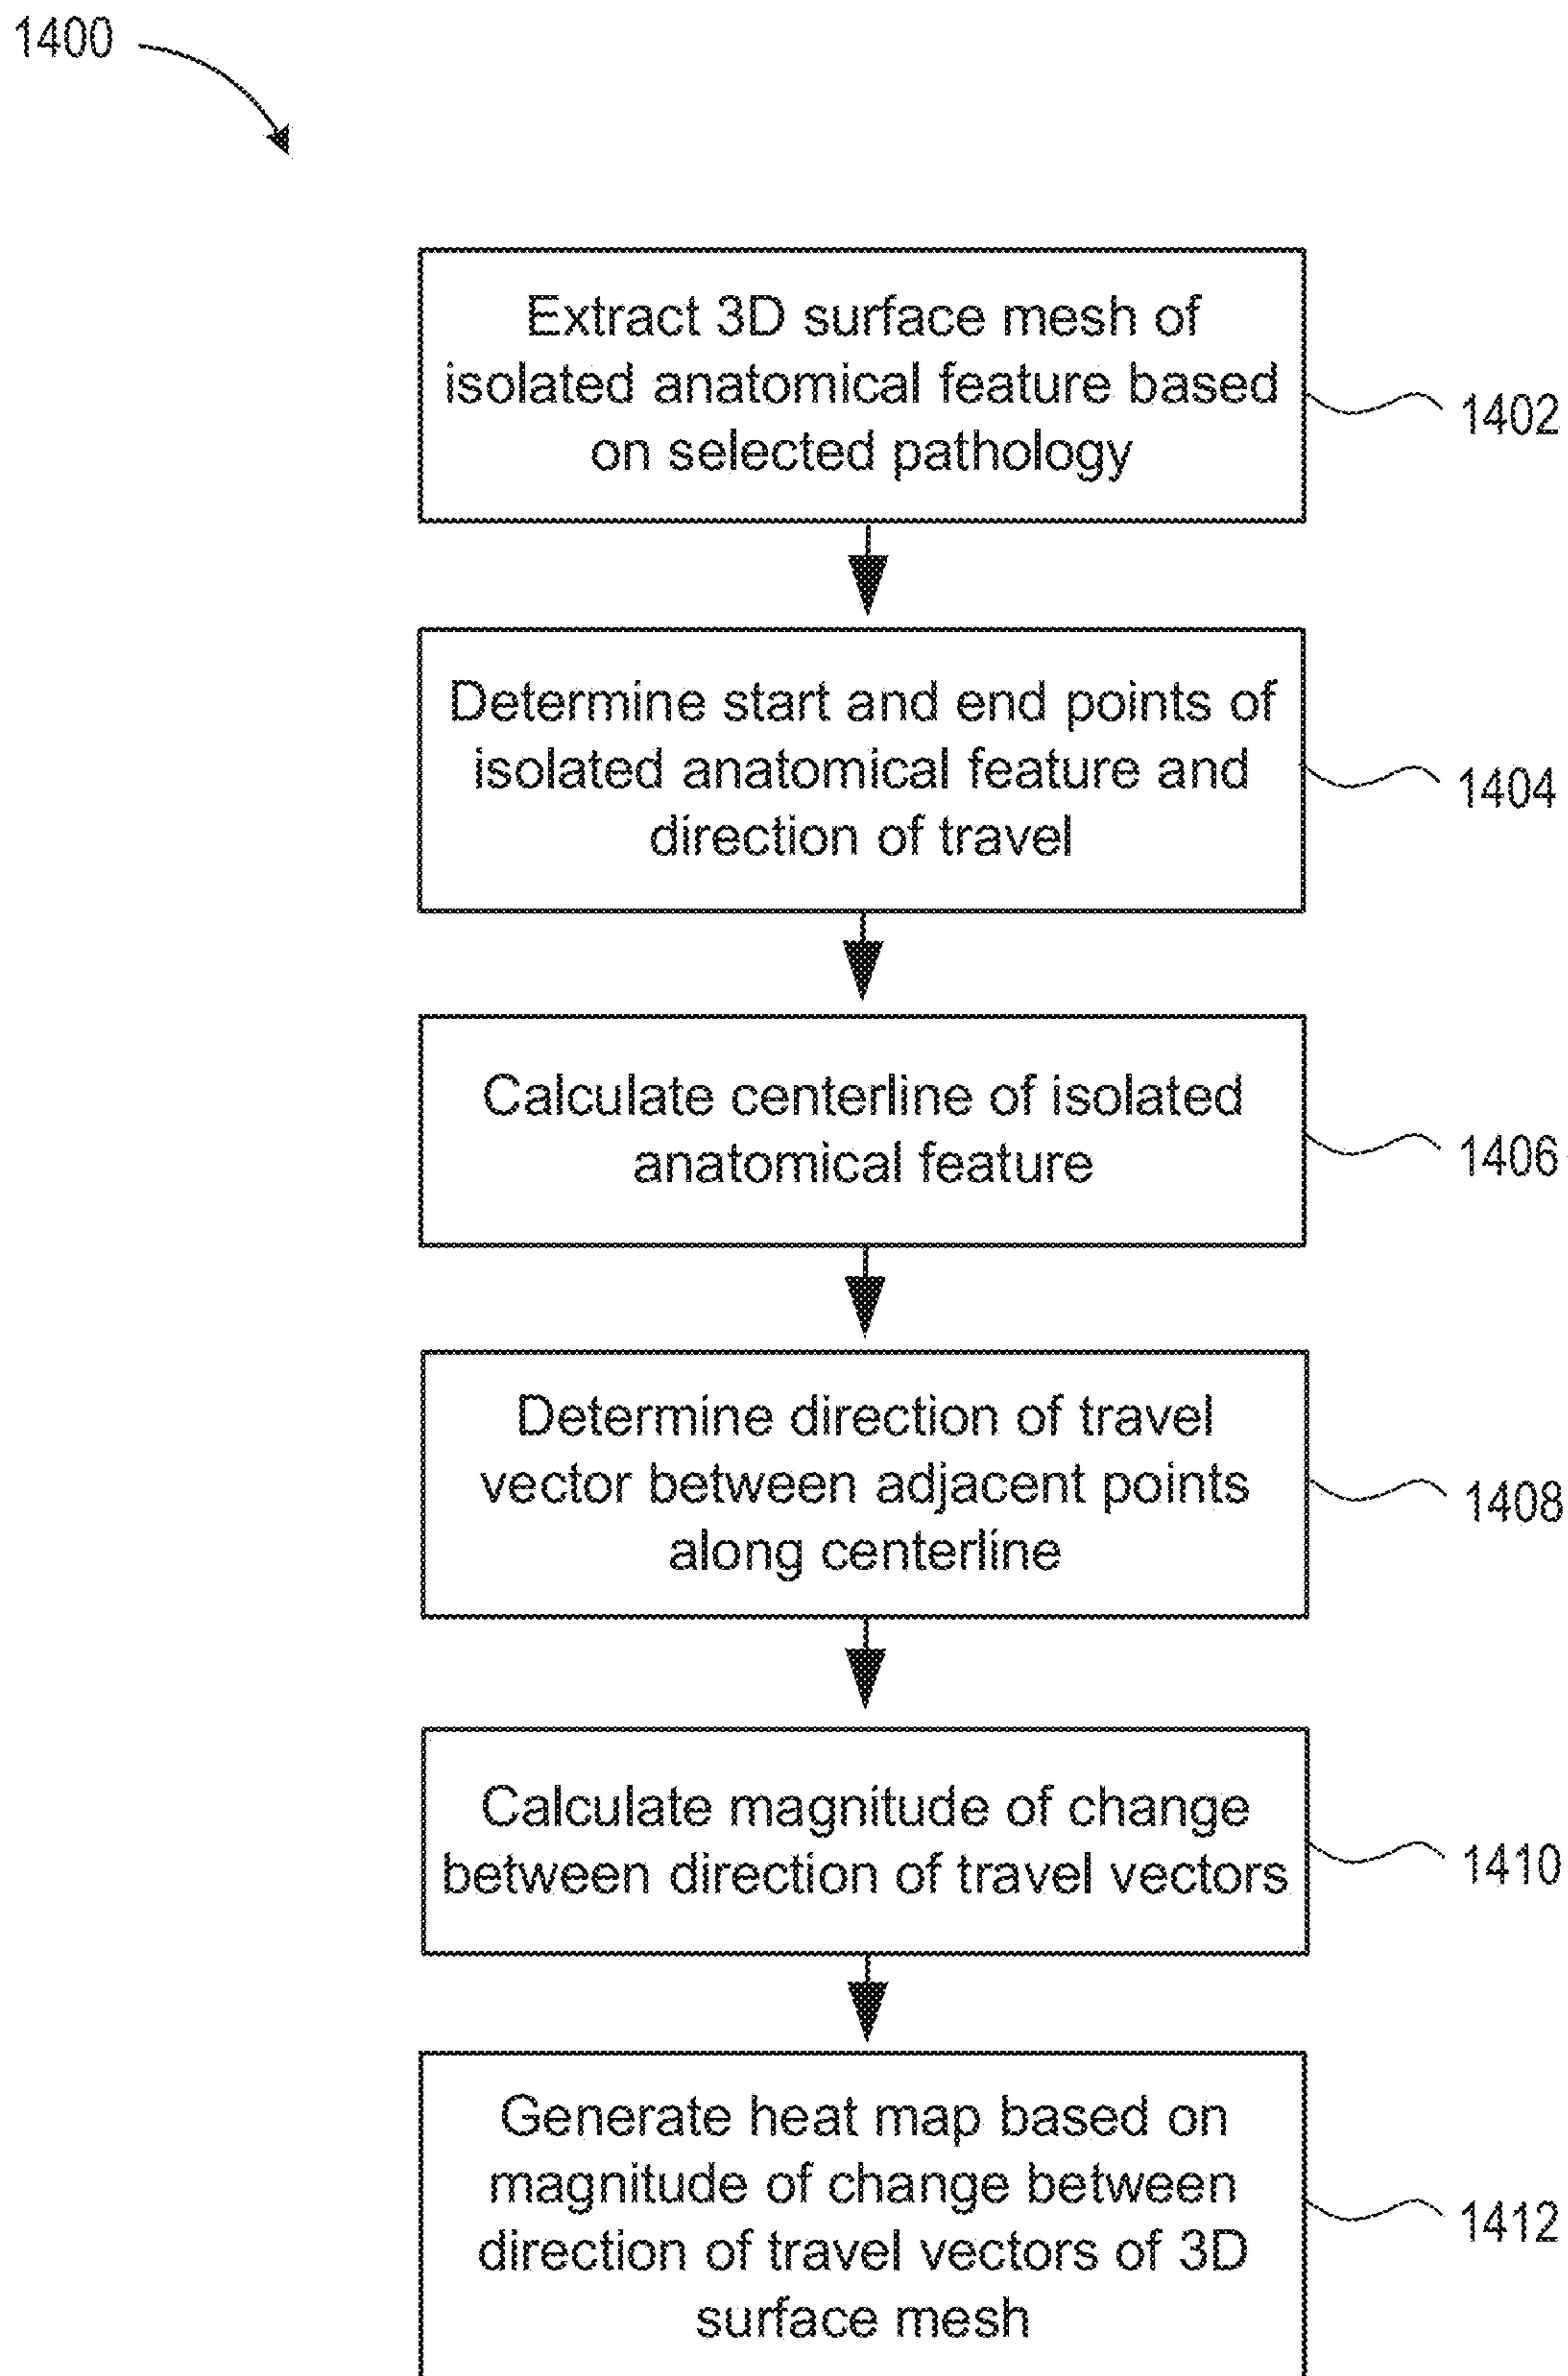 1400
Extract 3D surface mesh of
isolated anatomical feature based
on selected pathology
1402
Determine start and end points of
isolated anatomical feature and
direction of travel
1404
Calculate centerline of isolated
anatomical feature
1406
Determine direction of travel
vector between adjacent points
along centerline
1408
Calculate magnitude of change
between direction of travel vectors
1410
Generate heat map based on
magnitude of change between
direction of travel vectors of 3D
surface mesh
1412